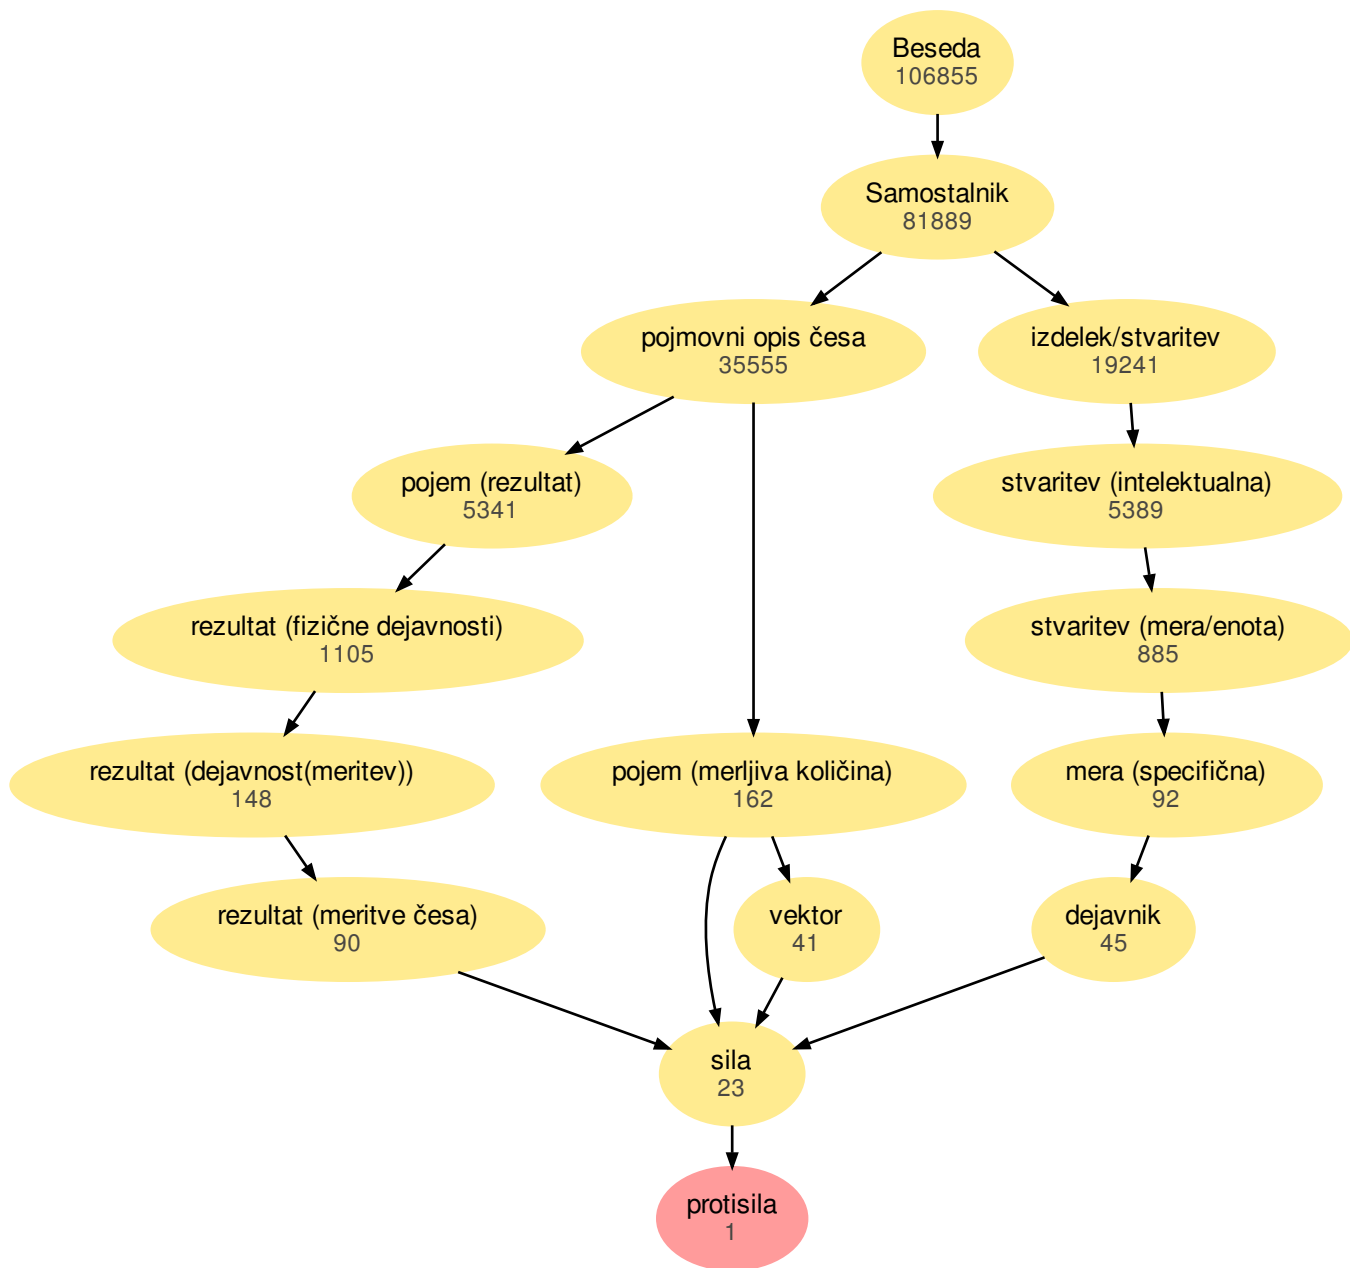 Beseda
106855
Samostalnik
81889
pojmovni opis česa
35555
izdelek/stvaritev
19241
pojem (rezultat)
5341
stvaritev (intelektualna)
5389
rezultat (fizične dejavnosti)
1105
stvaritev (mera/enota)
885
rezultat (dejavnost(meritev))
148
pojem (merljiva količina)
162
mera (specifična)
92
rezultat (meritve česa)
90
vektor
41
dejavnik
45
sila
23
protisila
1